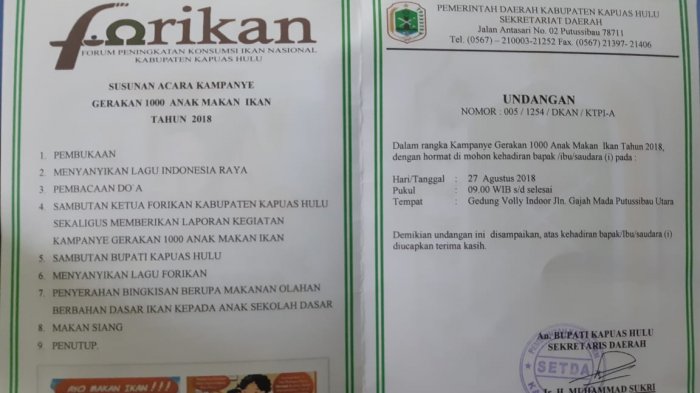 forikan
FORUM PENINGKATAN KONSUMSI IKAN NASIONAL
KABUPATEN KAPUAS HULU
SUSUNAN ACARA KAMPANYE
GERAKAN 1000 ANAK MAKAN IKAN
TAHUN 2018
1. PEMBUKAAN
2. MENYANYIKAN LAGU INDONESIA RAYA
3. PEMBACAAN DO`A
4. SAMBUTAN KETUA FORIKAN KABUPATEN KAPUAS HULU
SEKALIGUS MEMBERIKAN LAPORAN KEGIATAN
KAMPANYE GERAKAN 1000 ANAK MAKAN IKAN
5. SAMBUTAN BUPATI KAPUAS HULU
6. MENYANYIKAN LAGU FORIKAN
7. PENYERAHAN BINGKISAN BERUPA MAKANAN OLAHAN
BERBAHAN DASAR IKAN KEPADA ANAK SEKOLAH DASAR
8. MAKAN SIANG
9. PENUTUP.
AYO MAKAN IKAN !!!
PEMERINTAH DAERAH KABUPATEN KAPUAS HULU
SEKRETARIAT DAERAH
Jalan Antasari No. 02 Putussibau 78711
Tel. (0567) – 210003-21252 Fax.(0567) 21397- 21406
UNDANGAN
NOMOR : 005 / 1254 / DKAN / KTPI-A
Dalam rangka Kampanye Gerakan 1000 Anak Makan Ikan Tahun 2018,
dengan hormat di mohon kehadiran bapak /ibu/saudara (i) pada :
Hari/Tanggal : 27 Agustus 2018
Pukul : 09.00 WIB s/d selesai
Tempat : Gedung Volly Indoor Jln. Gajah Mada Putussibau Utara
Demikian undangan ini disampaikan, atas kehadiran bapak/Ibu/saudara (i)
diucapkan terima kasih.
An. BUPATI KAPUAS HULU
SEKRETARIS DAERAH
SETDA
Ir. H. MUHAMMAD SUKRI